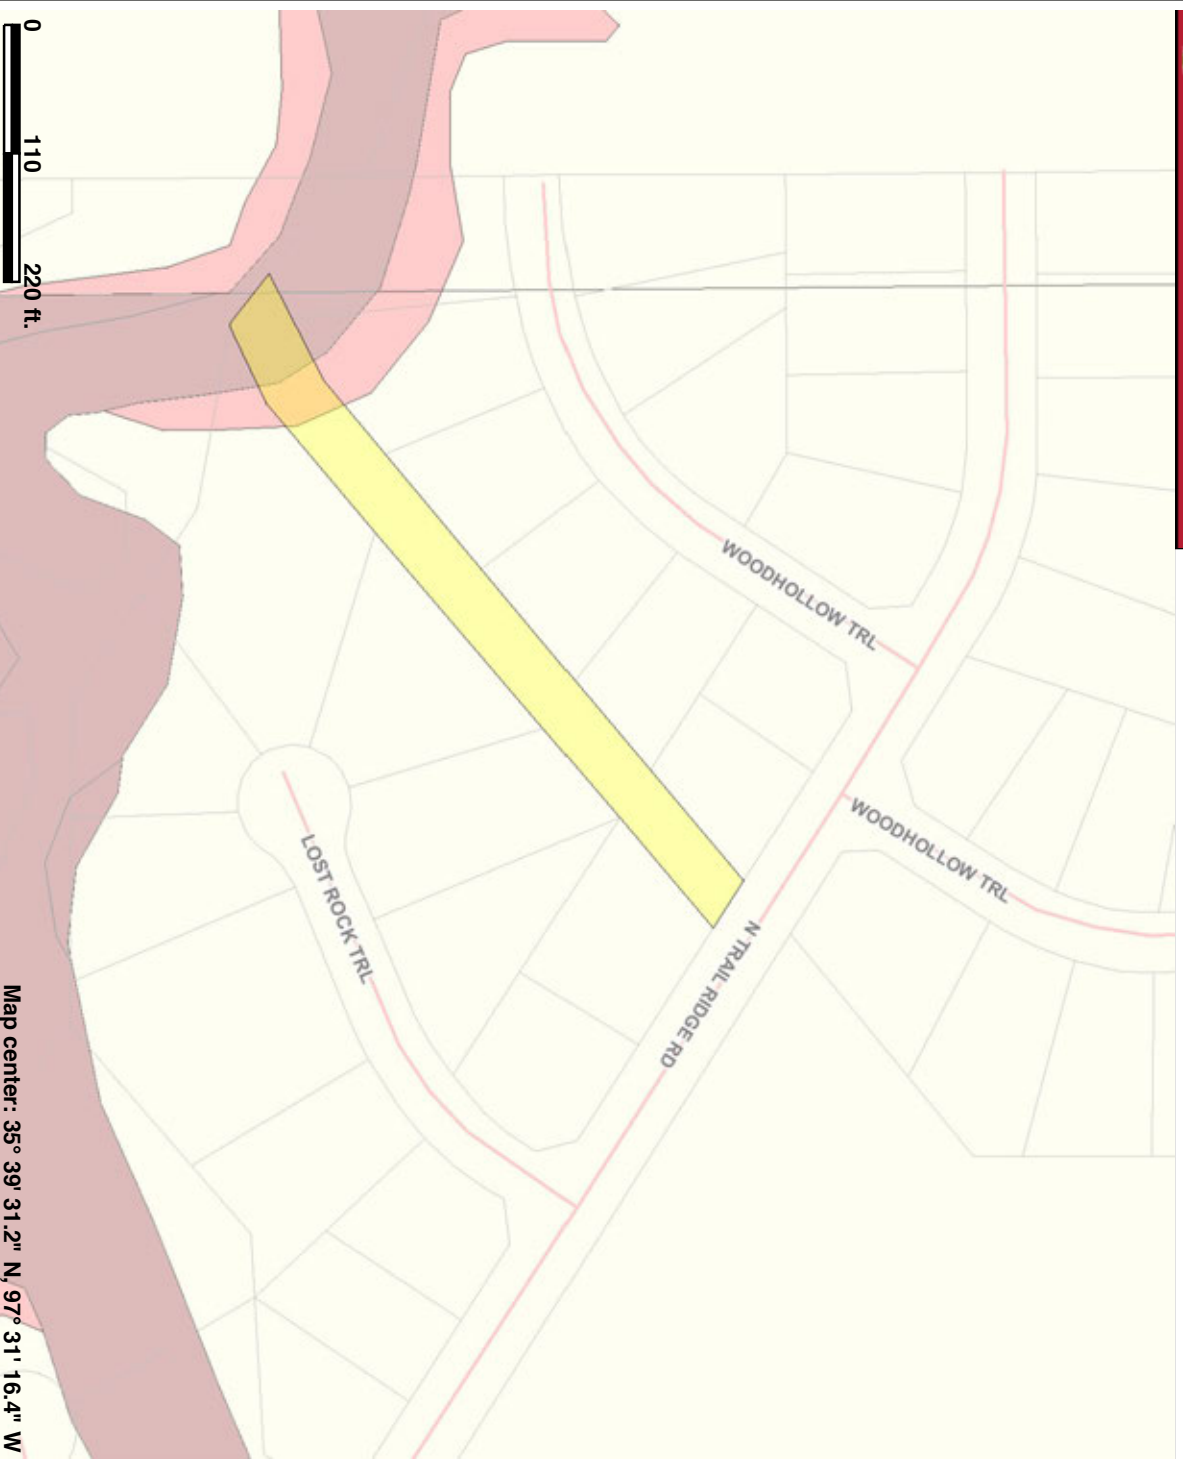 0 110 220 ft.
WOODHOLLOW TRL
WOODHOLLOW TRL
N TRAIL RIDGE RD
LOST ROCK TRL
Map center: 35° 39' 31.2" N, 97° 31' 16.4" W